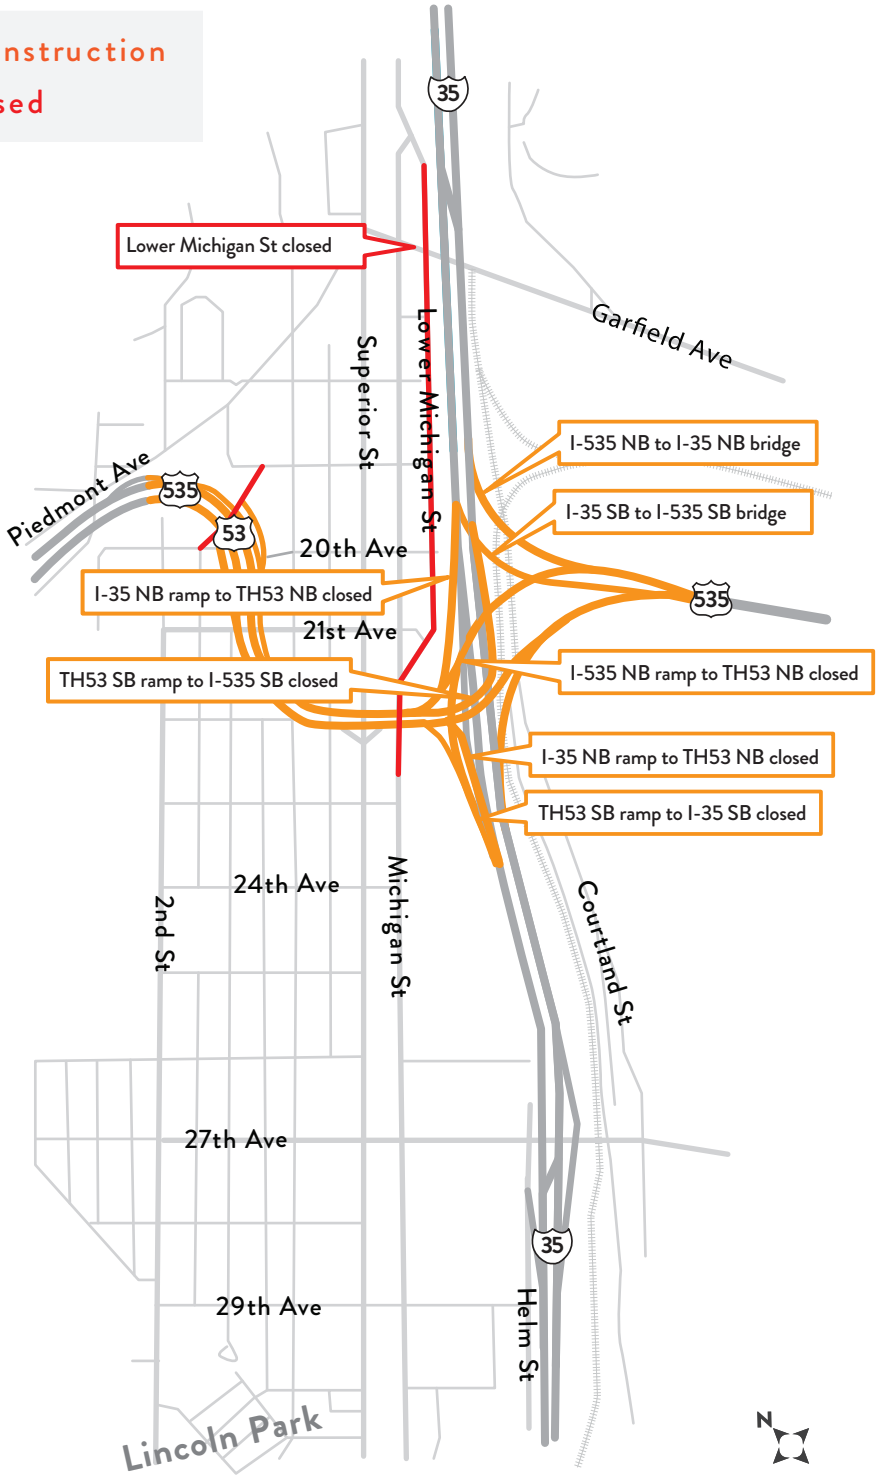 nstruction
sed
35
Lower Michigan St closed
Garfield Ave
Superior St
Lower Michigan St
I-535 NB to I-35 NB bridge
Piedmont Ave
535
I-35 SB to I-535 SB bridge
53
20th Ave
I-35 NB ramp to TH53 NB closed
535
21st Ave
TH53 SB ramp to I-535 SB closed
I-535 NB ramp to TH53 NB closed
I-35 NB ramp to TH53 NB closed
TH53 SB ramp to I-35 SB closed
24th Ave
2nd St
Michigan St
Courtland St
27th Ave
35
29th Ave
Helm St
Lincoln Park
N